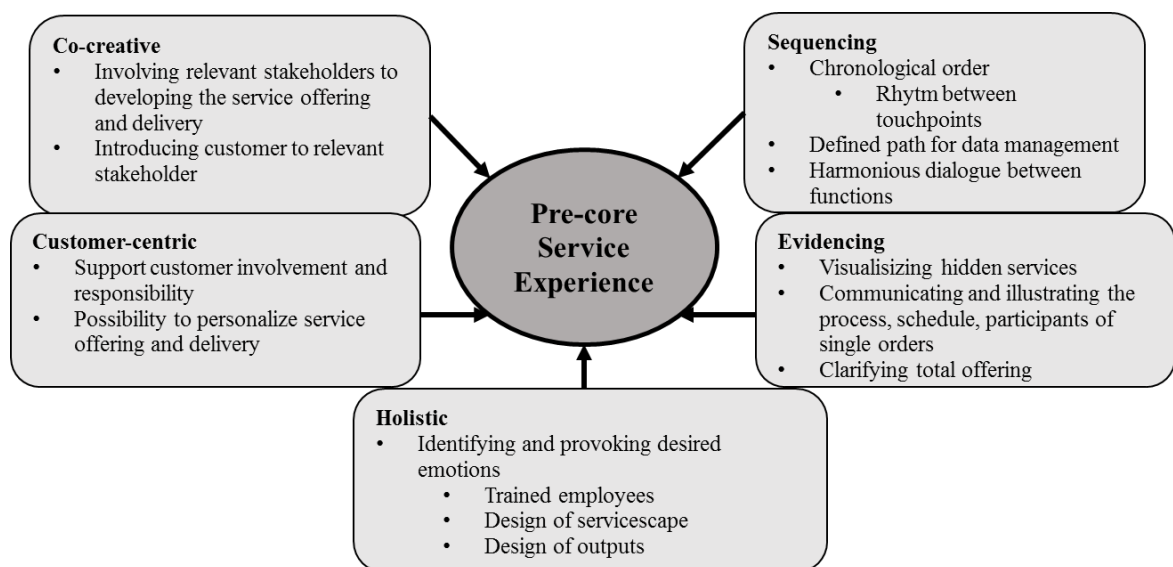 Co-creative
• Involving relevant stakeholders to
developing the service offering
and delivery
• Introducing customer to relevant
stakeholder
Customer-centric
• Support customer involvement and
responsibility
• Possibility to personalize service
offering and delivery
Pre-core
Service
Experience
Sequencing
• Chronological order
• Rhytm between
touchpoints
• Defined path for data management
• Harmonious dialogue between
functions
Evidencing
• Visualisizing hidden services
• Communicating and illustrating the
process, schedule, participants of
single orders
• Clarifying total offering
Holistic
• Identifying and provoking desired
emotions
• Trained employees
• Design of servicescape
• Design of outputs